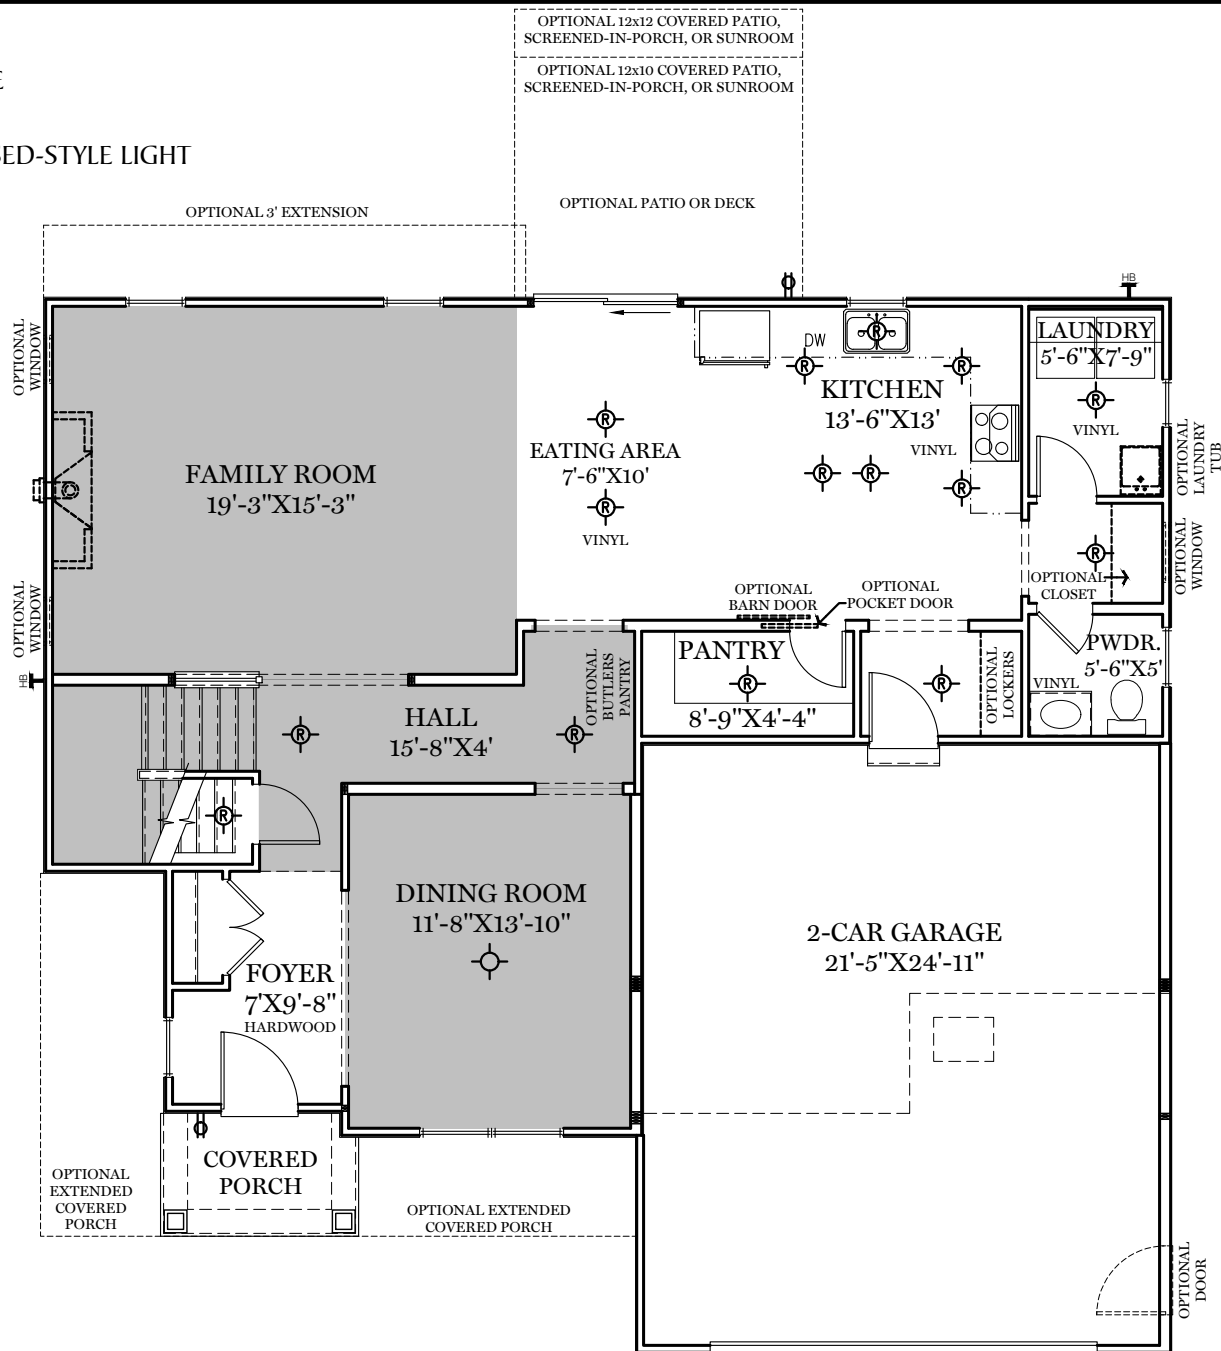 OPTIONAL 12x12 COVERED PATIO,
SCREENED-IN-PORCH, OR SUNROOM
OPTIONAL 12x10 COVERED PATIO,
SCREENED-IN-PORCH, OR SUNROOM
E
ED-STYLE LIGHT
OPTIONAL PATIO OR DECK
OPTIONAL 3' EXTENSION
HB
OPTIONAL
WINDOW
LAUNDRY
5'-6"X7'-9"
R
VINYL
OPTIONAL
LAUNDRY
TUB
DW
R
R
R
KITCHEN
13'-6"X13'
VINYL
R
R
R
R
EATING AREA
7'-6"X10'
R
VINYL
FAMILY ROOM
19'-3"X15'-3"
R
OPTIONAL
CLOSET
OPTIONAL
WINDOW
OPTIONAL
WINDOW
OPTIONAL
BARN DOOR
OPTIONAL
POCKET DOOR
HB
PWDR.
5'-6"X5'
VINYL
PANTRY
R
8'-9"X4'-4"
R
OPTIONAL
LOCKERS
OPTIONAL
BUTLERS
PANTRY
HALL
15'-8"X4'
R
R
R
DINING ROOM
11'-8"X13'-10"
2-CAR GARAGE
21'-5"X24'-11"
FOYER
7'X9'-8"
HARDWOOD
COVERED
PORCH
OPTIONAL
EXTENDED
COVERED
PORCH
OPTIONAL EXTENDED
COVERED PORCH
OPTIONAL
DOOR